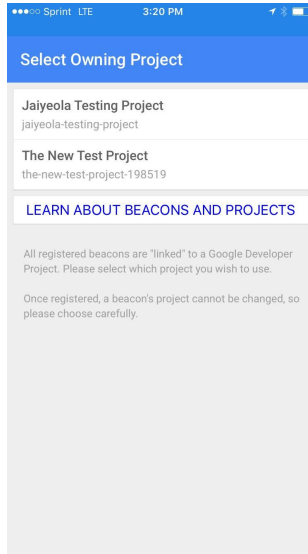 Sprint LTE 3:20 PM
Select Owning Project
Jaiyeola Testing Project
jaiyeola-testing-project
The New Test Project
the-new-test-project-198519
LEARN ABOUT BEACONS AND PROJECTS
All registered beacons are "linked" to a Google Developer
Project. Please select which project you wish to use.
Once registered, a beacon's project cannot be changed, so
please choose carefully.